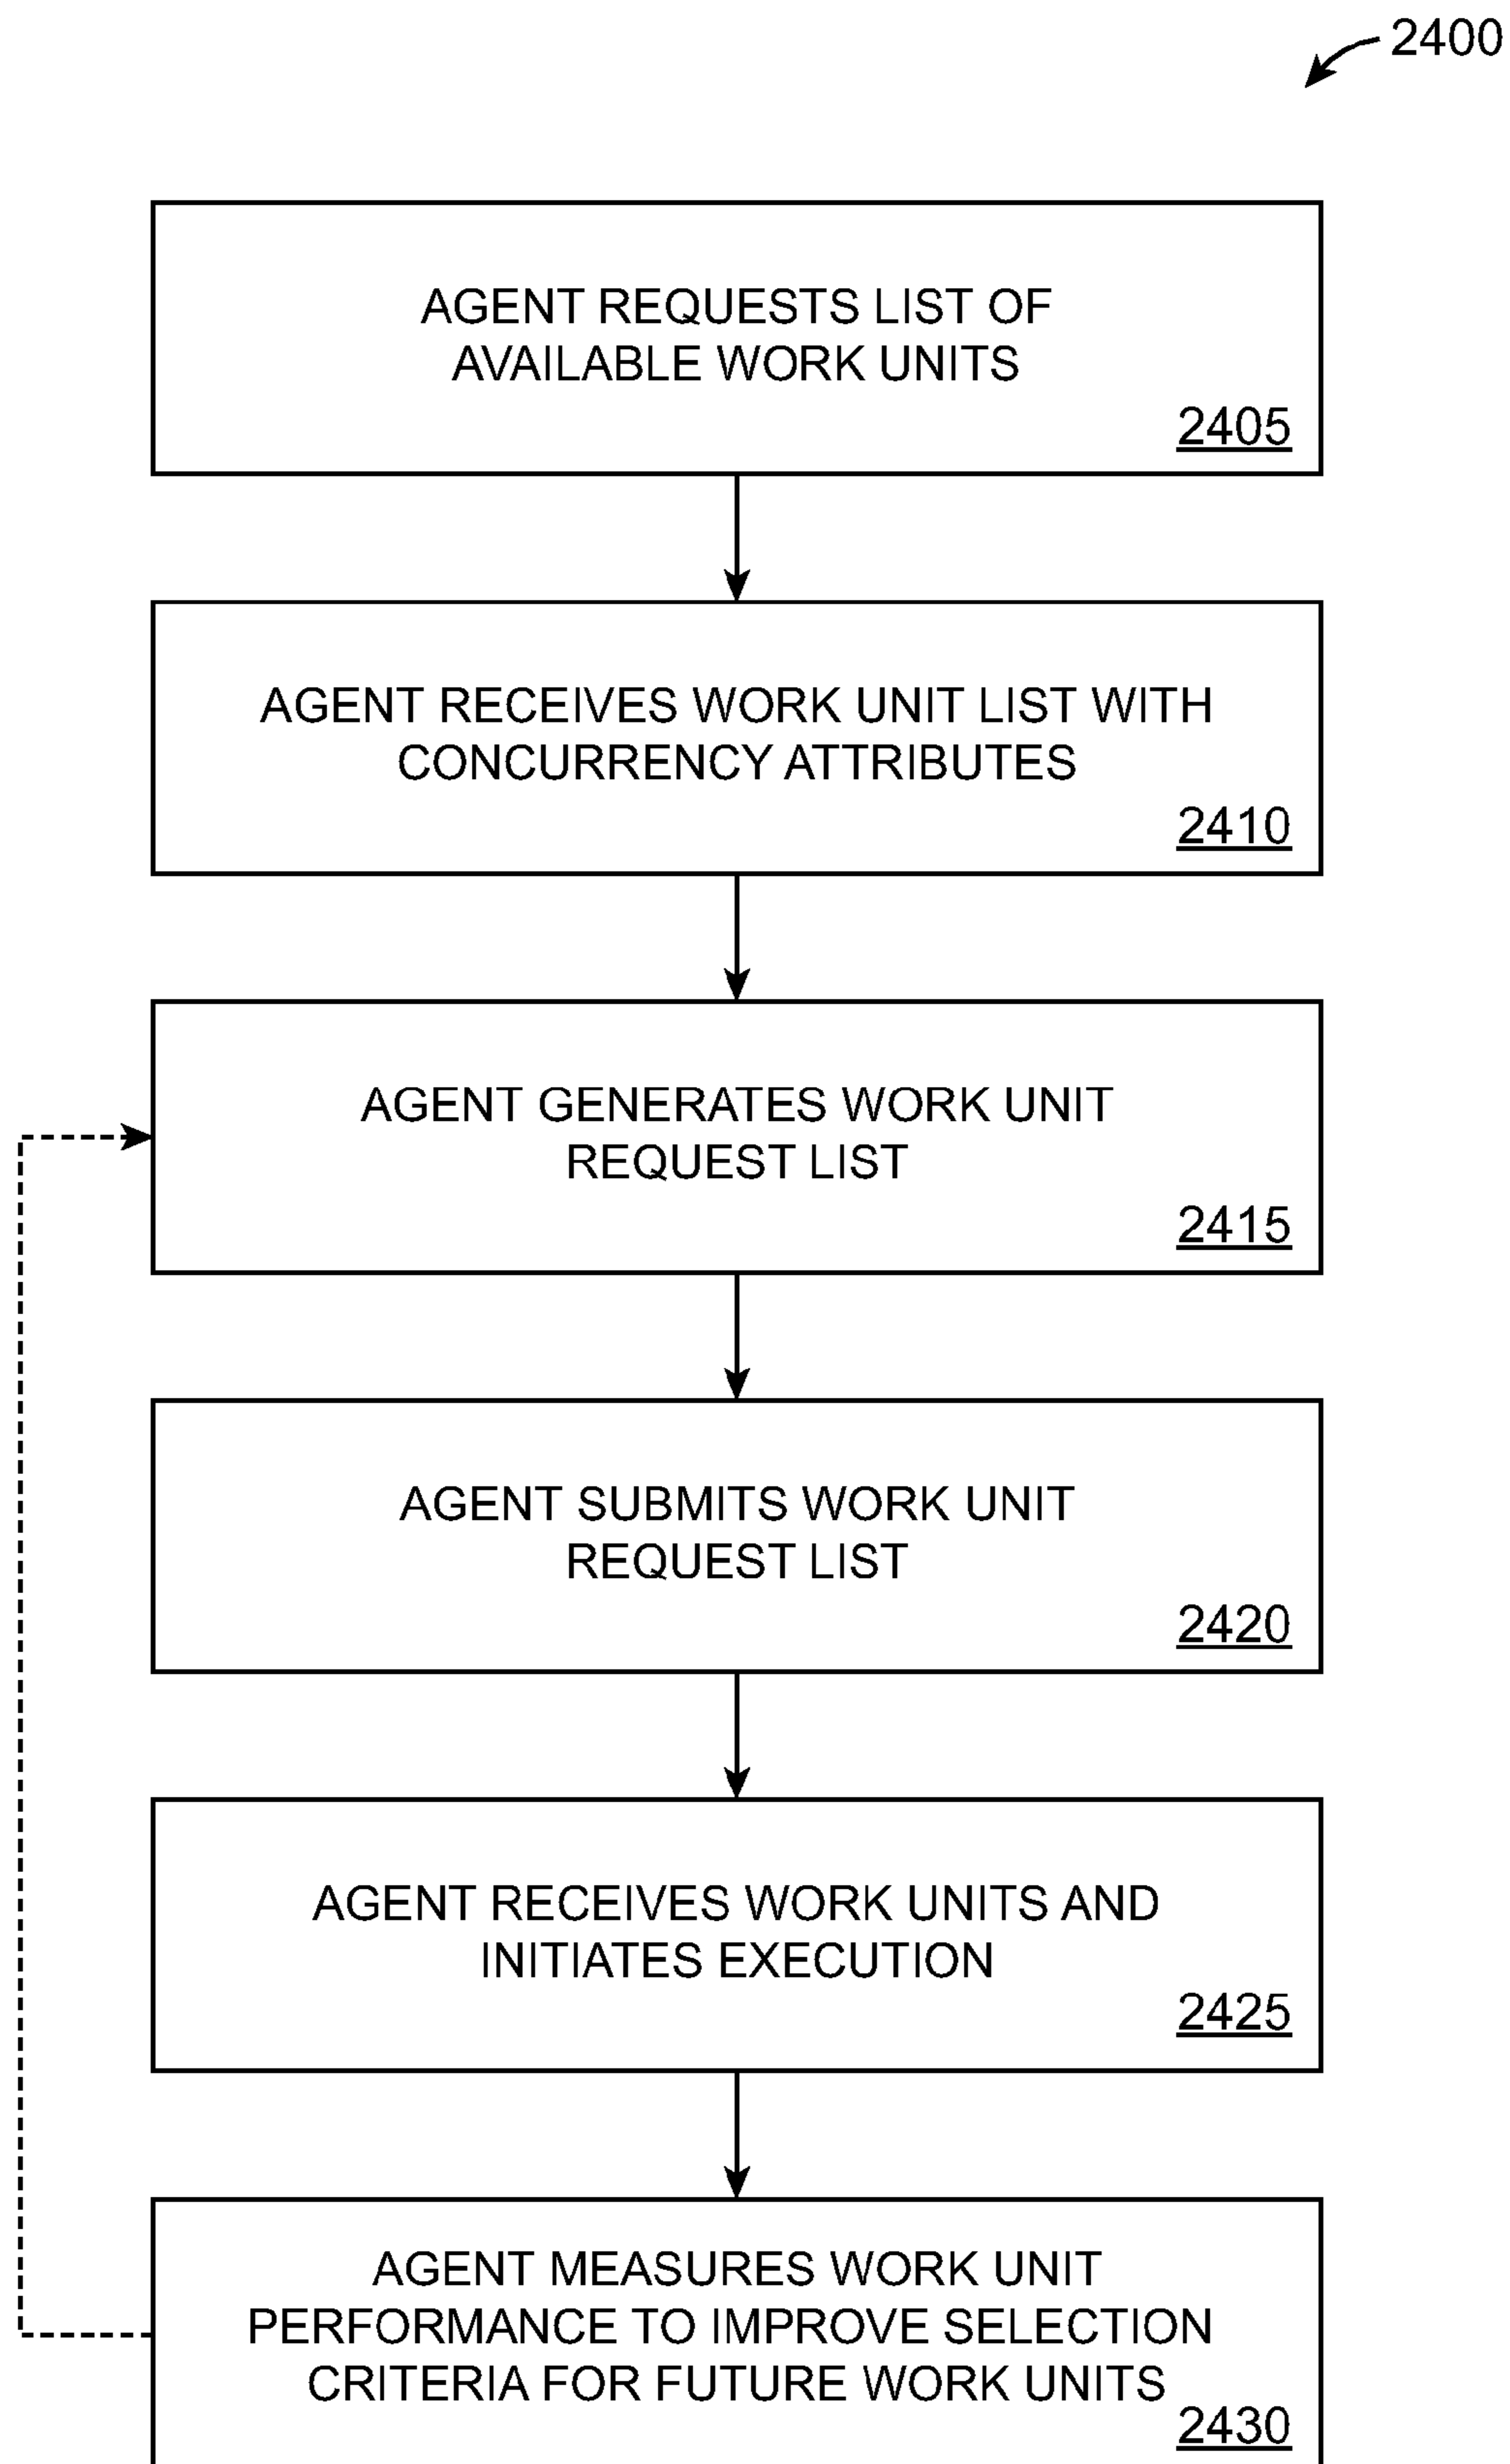 2400
AGENT REQUESTS LIST OF
AVAILABLE WORK UNITS
2405
AGENT RECEIVES WORK UNIT LIST WITH
CONCURRENCY ATTRIBUTES
2410
AGENT GENERATES WORK UNIT
REQUEST LIST
2415
AGENT SUBMITS WORK UNIT
REQUEST LIST
2420
AGENT RECEIVES WORK UNITS AND
INITIATES EXECUTION
2425
AGENT MEASURES WORK UNIT
PERFORMANCE TO IMPROVE SELECTION
CRITERIA FOR FUTURE WORK UNITS
2430